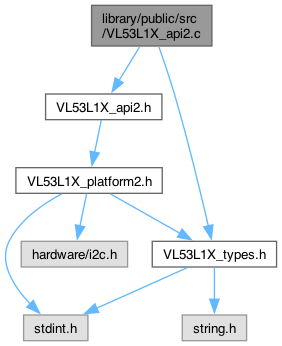 library/public/src
/VL53L1X_api2.c
VL53L1X_api2.h
VL53L1X_platform2.h
hardware/i2c.h
VL53L1X_types.h
stdint.h
string.h